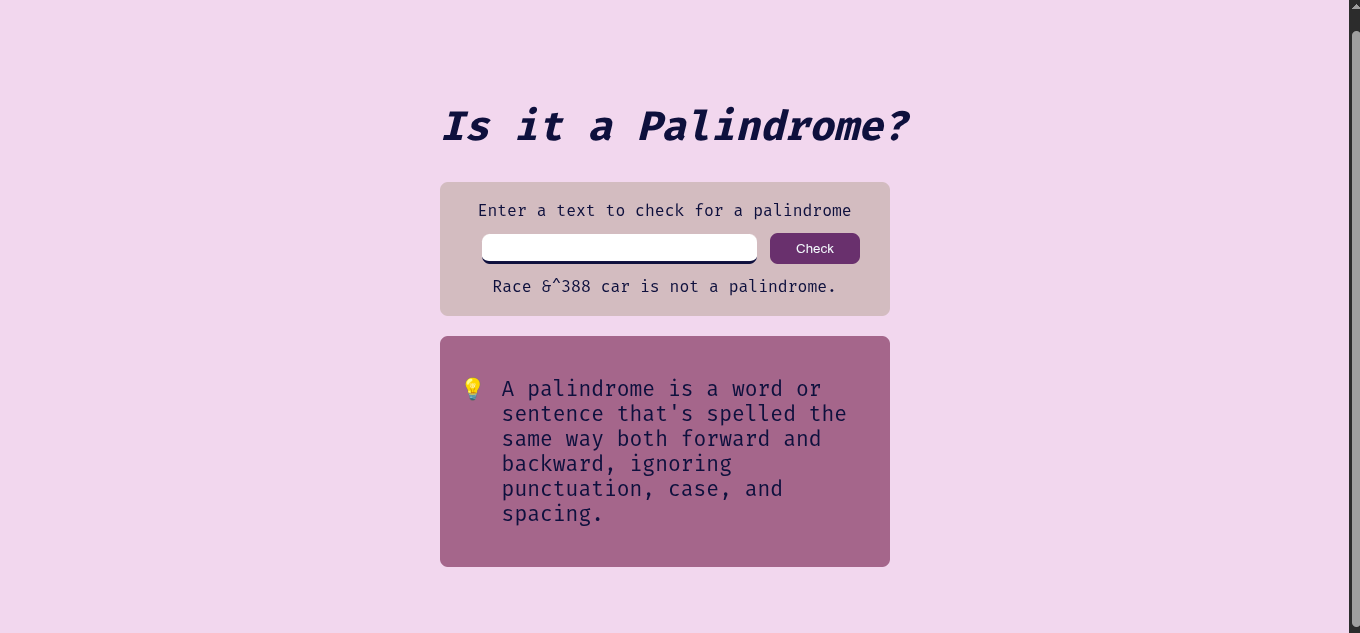 Is it a Palindrome?
Enter a text to check for a palindrome
Check
Race &^388 car is not a palindrome.
💡 A palindrome is a word or
sentence that's spelled the
same way both forward and
backward, ignoring
punctuation, case, and
spacing.